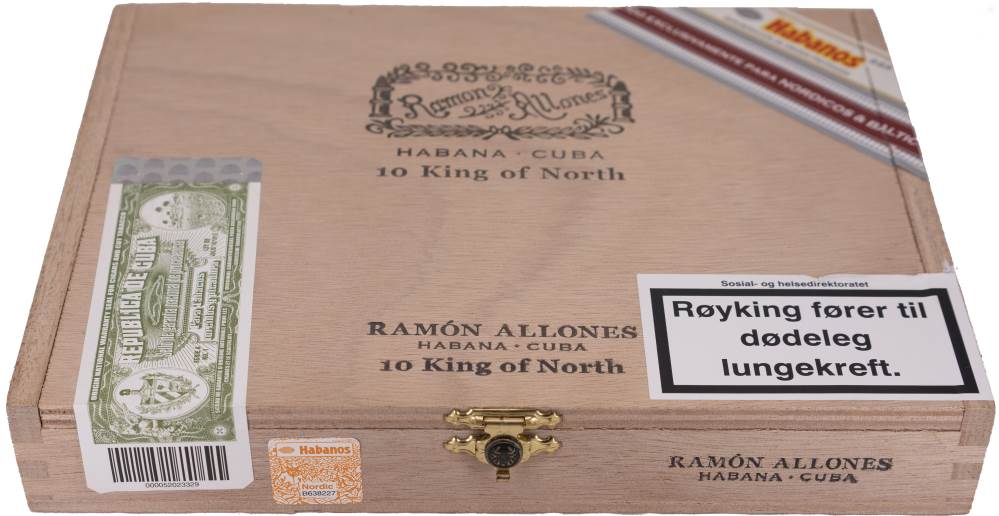 Habanos
EXCLUSIVAMENTE PARA NORDICOS & BALTIC
Ramon Allones
HABANA · CUBA
10 King of North
REPUBLICA DE CUBA
000052023329
RAMÓN ALLONES
HABANA · CUBA
10 King of North
Sosial- og helsedirektoratet
Røyking fører til
dødeleg
lungekreft.
Habanos
Nordic
B638227
RAMÓN ALLONES
HABANA · CUBA